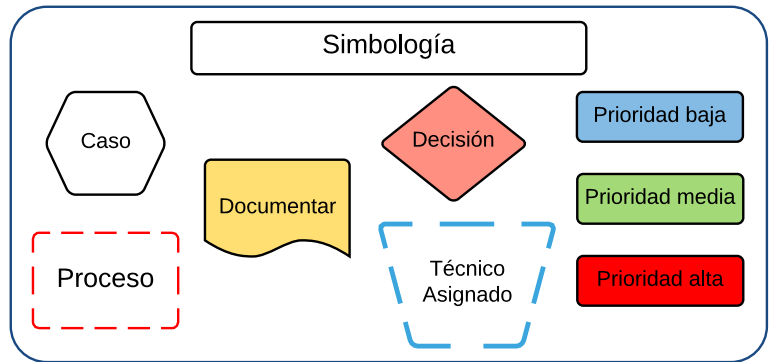 Simbología
Caso
Decisión
Prioridad baja
Documentar
Prioridad media
Proceso
Técnico
Asignado
Prioridad alta